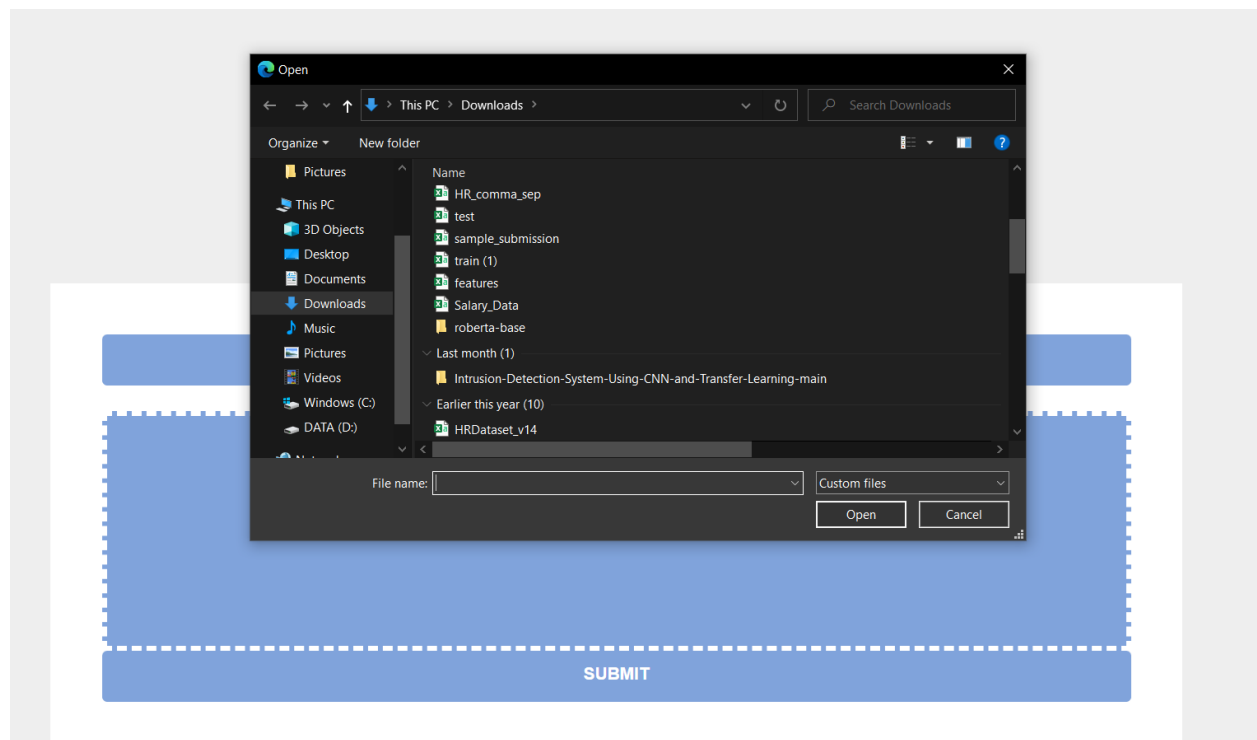 Open
This PC > Downloads >
Search Downloads
Organize
New folder
Pictures
This PC
3D Objects
Desktop
Documents
Downloads
Music
Pictures
Videos
Windows (C:)
DATA (D:)
Name
HR_comma_sep
test
sample_submission
train (1)
features
Salary_Data
roberta-base
Last month (1)
Intrusion-Detection-System-Using-CNN-and-Transfer-Learning-main
Earlier this year (10)
HRDataset_v14
File name:
Custom files
Open
Cancel
SUBMIT